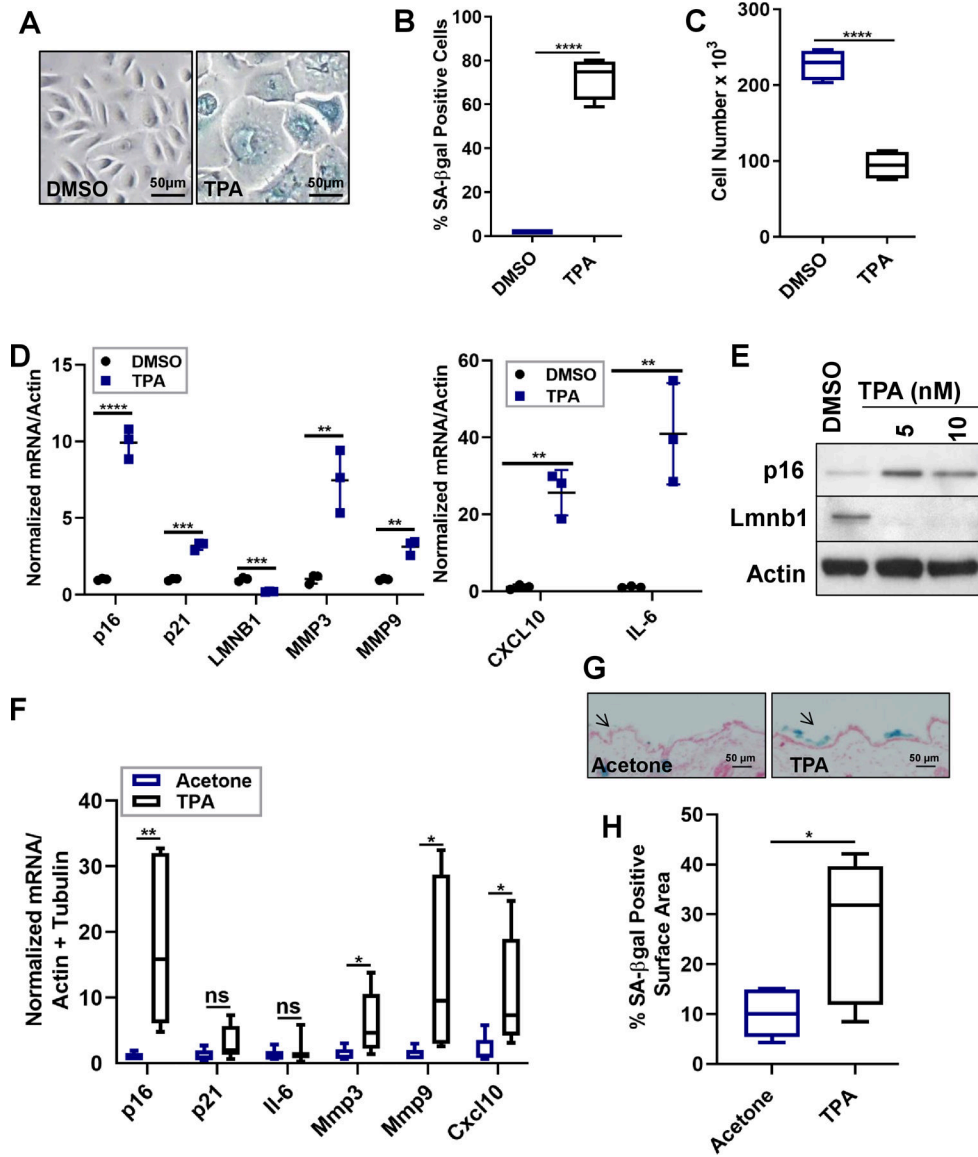 A
DMSO
50µm
TPA
50µm
B
****
% SA-βgal Positive Cells
100
80
60
40
20
0
DMSO
TPA
C
****
Cell Number x 10³
300
200
100
0
DMSO
TPA
D
DMSO
TPA
Normalized mRNA/Actin
15
10
5
0
****
***
***
**
**
p16
p21
LMNB1
MMP3
MMP9
DMSO
TPA
Normalized mRNA/Actin
60
40
20
0
**
**
CXCL10
IL-6
E
DMSO
TPA (nM)
5
10
p16
Lmnb1
Actin
F
Acetone
TPA
Normalized mRNA/
Actin + Tubulin
40
30
20
10
0
**
ns
ns
*
*
*
p16
p21
Il-6
Mmp3
Mmp9
Cxcl10
G
Acetone
50 µm
TPA
50 µm
H
*
% SA-βgal Positive
Surface Area
50
40
30
20
10
0
Acetone
TPA